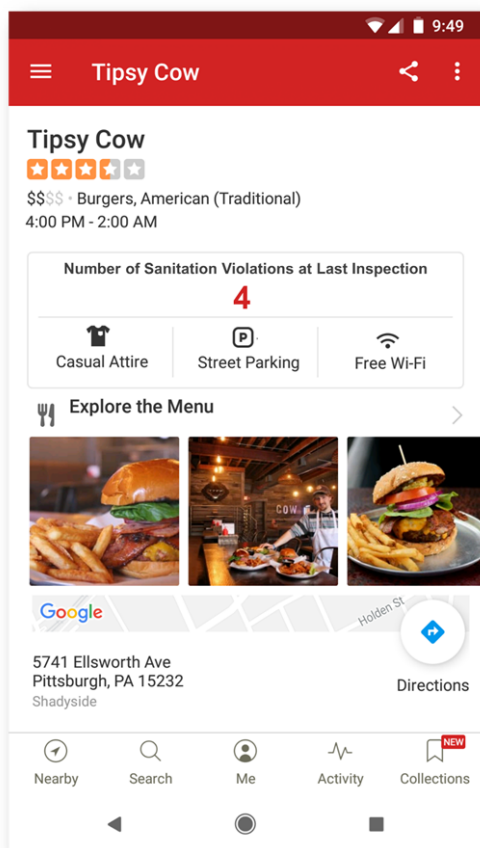 9:49
Tipsy Cow
Tipsy Cow
$$$$ • Burgers, American (Traditional)
4:00 PM - 2:00 AM
Number of Sanitation Violations at Last Inspection
4
P
Casual Attire
Street Parking
Free Wi-Fi
Explore the Menu
COW
Google
Holden St
5741 Ellsworth Ave
Pittsburgh, PA 15232
Directions
Shadyside
NEW
Nearby
Search
Me
Activity
Collections